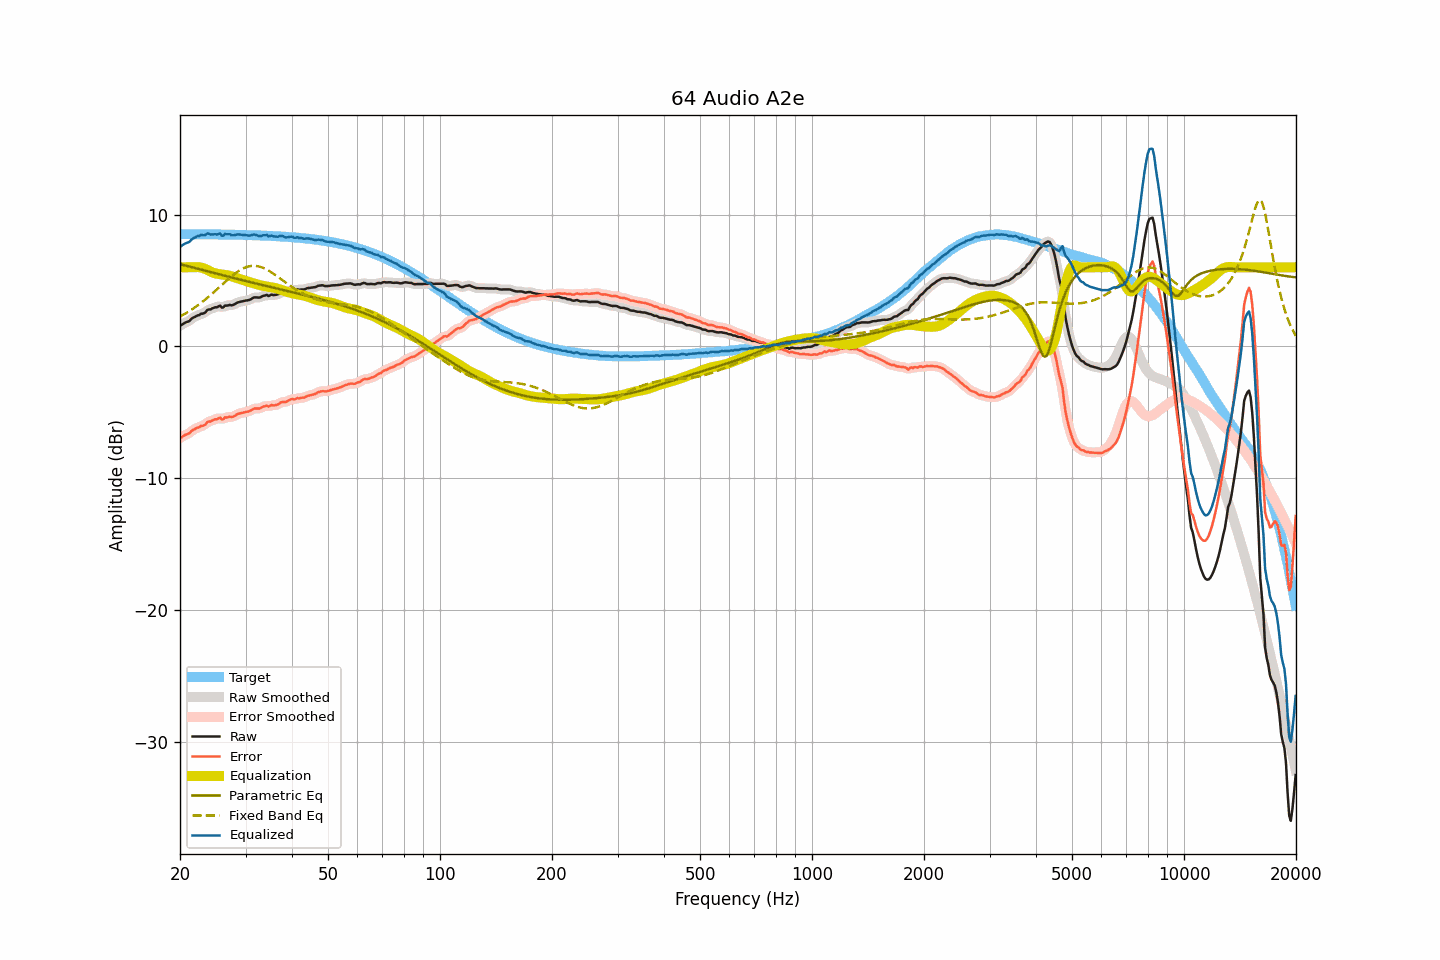 64 Audio A2e
10
0
−10
−20
−30
Amplitude (dBr)
Target
Raw Smoothed
Error Smoothed
Raw
Error
Equalization
Parametric Eq
Fixed Band Eq
Equalized
20 50 100 200 500 1000 2000 5000 10000 20000
Frequency (Hz)